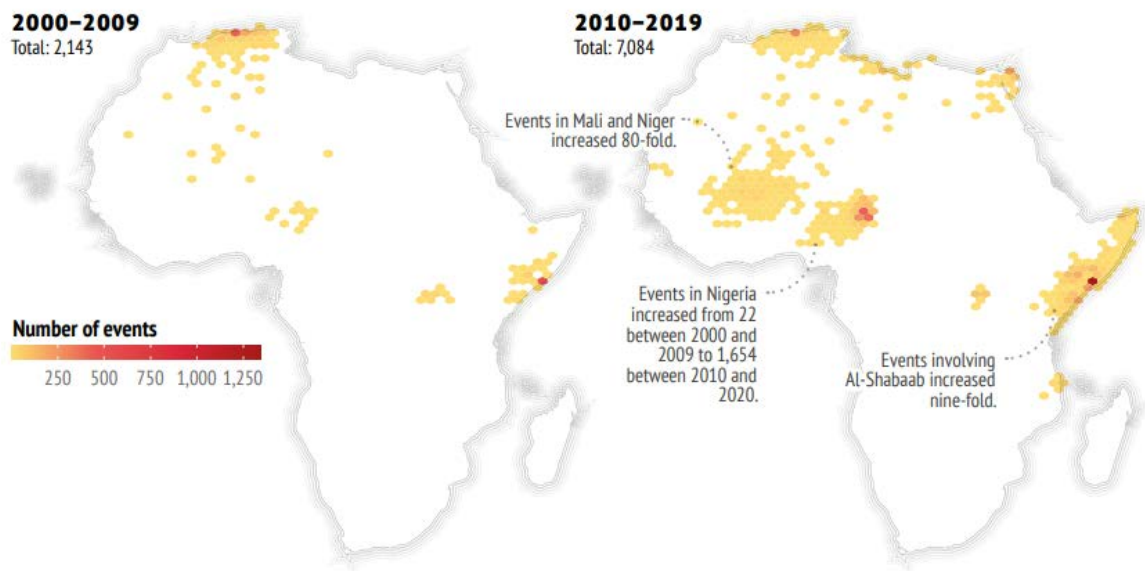 2000–2009
Total: 2,143
Number of events
250 500 750 1,000 1,250
2010–2019
Total: 7,084
Events in Mali and Niger
increased 80-fold.
Events in Nigeria
increased from 22
between 2000 and
2009 to 1,654
between 2010 and
2020.
Events involving
Al-Shabaab increased
nine-fold.